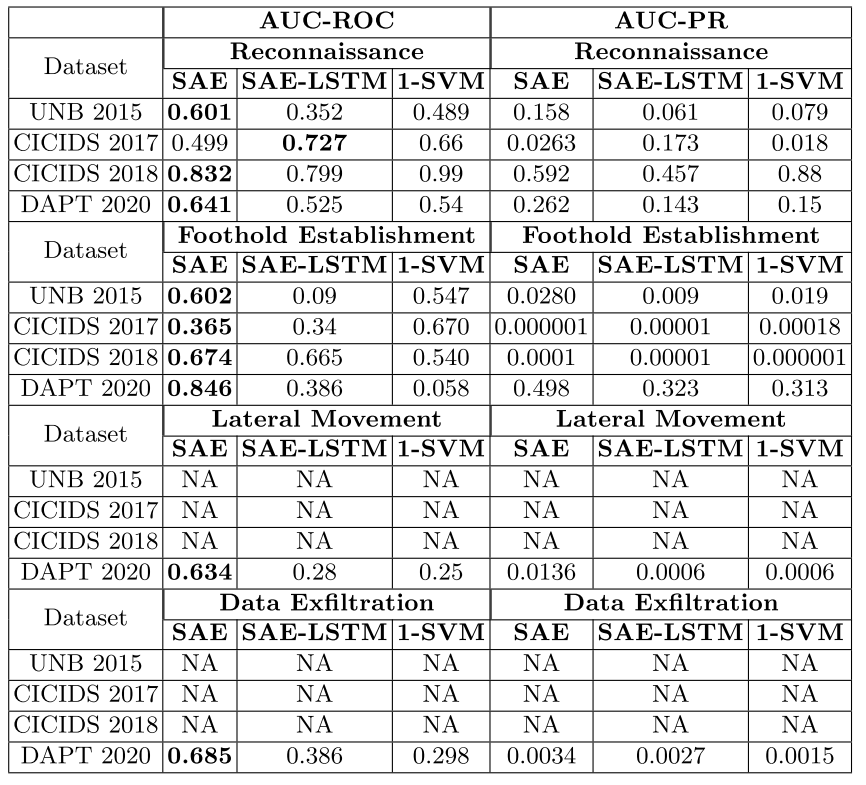 AUC-ROC AUC-PR
Dataset Reconnaissance Reconnaissance
SAE SAE-LSTM 1-SVM SAE SAE-LSTM 1-SVM
UNB 2015 0.601 0.352 0.489 0.158 0.061 0.079
CICIDS 2017 0.499 0.727 0.66 0.0263 0.173 0.018
CICIDS 2018 0.832 0.799 0.99 0.592 0.457 0.88
DAPT 2020 0.641 0.525 0.54 0.262 0.143 0.15
Dataset Foothold Establishment Foothold Establishment
SAE SAE-LSTM 1-SVM SAE SAE-LSTM 1-SVM
UNB 2015 0.602 0.09 0.547 0.0280 0.009 0.019
CICIDS 2017 0.365 0.34 0.670 0.000001 0.00001 0.00018
CICIDS 2018 0.674 0.665 0.540 0.0001 0.00001 0.000001
DAPT 2020 0.846 0.386 0.058 0.498 0.323 0.313
Dataset Lateral Movement Lateral Movement
SAE SAE-LSTM 1-SVM SAE SAE-LSTM 1-SVM
UNB 2015 NA NA NA NA NA NA
CICIDS 2017 NA NA NA NA NA NA
CICIDS 2018 NA NA NA NA NA NA
DAPT 2020 0.634 0.28 0.25 0.0136 0.0006 0.0006
Dataset Data Exfiltration Data Exfiltration
SAE SAE-LSTM 1-SVM SAE SAE-LSTM 1-SVM
UNB 2015 NA NA NA NA NA NA
CICIDS 2017 NA NA NA NA NA NA
CICIDS 2018 NA NA NA NA NA NA
DAPT 2020 0.685 0.386 0.298 0.0034 0.0027 0.0015